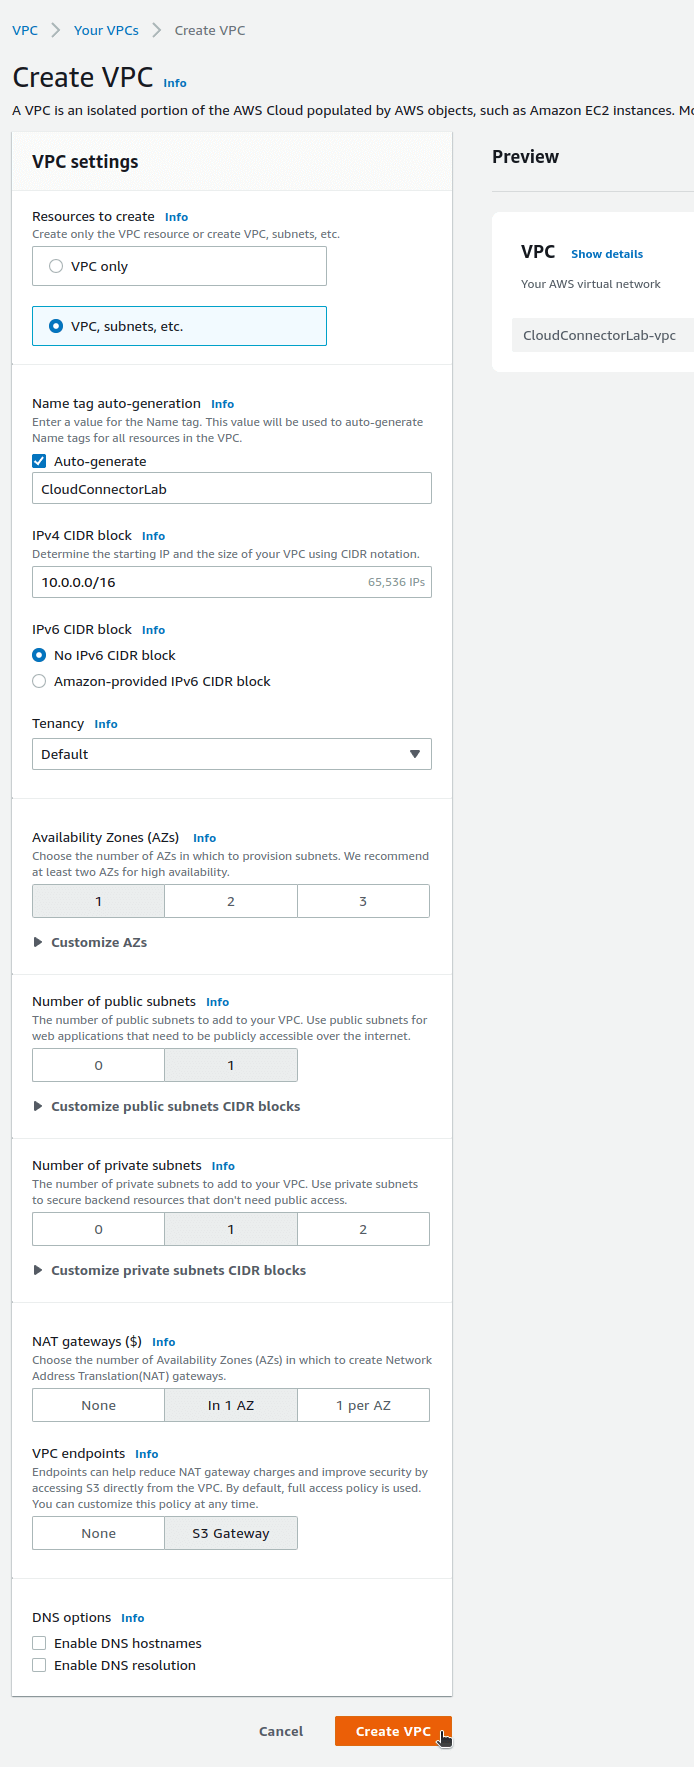 VPC > Your VPCs > Create VPC
Create VPC Info
A VPC is an isolated portion of the AWS Cloud populated by AWS objects, such as Amazon EC2 instances.
VPC settings
Resources to create Info
Create only the VPC resource or create VPC, subnets, etc.
VPC only
VPC, subnets, etc.
Name tag auto-generation Info
Enter a value for the Name tag. This value will be used to auto-generate
Name tags for all resources in the VPC.
Auto-generate
CloudConnectorLab
IPv4 CIDR block Info
Determine the starting IP and the size of your VPC using CIDR notation.
10.0.0.0/16 65,536 IPs
IPv6 CIDR block Info
No IPv6 CIDR block
Amazon-provided IPv6 CIDR block
Tenancy Info
Default
Availability Zones (AZs) Info
Choose the number of AZs in which to provision subnets. We recommend
at least two AZs for high availability.
1 2 3
Customize AZs
Number of public subnets Info
The number of public subnets to add to your VPC. Use public subnets for
web applications that need to be publicly accessible over the internet.
0 1
Customize public subnets CIDR blocks
Number of private subnets Info
The number of private subnets to add to your VPC. Use private subnets
to secure backend resources that don't need public access.
0 1 2
Customize private subnets CIDR blocks
NAT gateways ($) Info
Choose the number of Availability Zones (AZs) in which to create Network
Address Translation(NAT) gateways.
None In 1 AZ 1 per AZ
VPC endpoints Info
Endpoints can help reduce NAT gateway charges and improve security by
accessing S3 directly from the VPC. By default, full access policy is used.
You can customize this policy at any time.
None S3 Gateway
DNS options Info
Enable DNS hostnames
Enable DNS resolution
Cancel Create VPC
Preview
VPC Show details
Your AWS virtual network
CloudConnectorLab-vpc